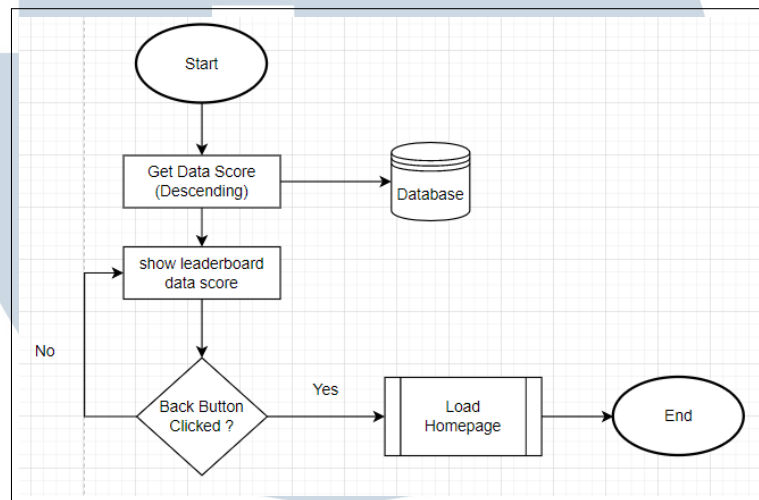 Start
Get Data Score
(Descending)
Database
show leaderboard
data score
No
Back Button
Clicked ?
Yes
Load
Homepage
End